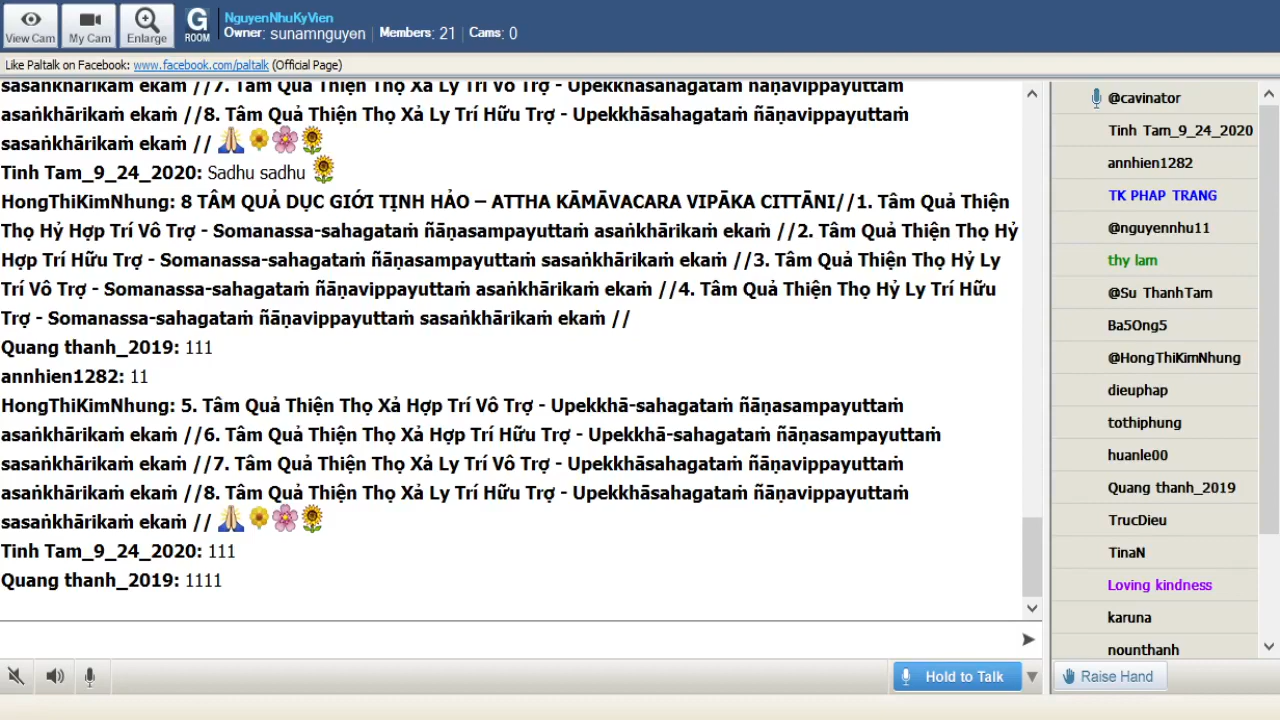 View Cam
My Cam
Enlarge
G
ROOM
NguyenNhuKyVien
Owner: sunamnguyen | Members: 21 | Cams: 0
Like Paltalk on Facebook: www.facebook.com/paltalk (Official Page)
sasaṅkhārikaṁ ekaṁ //7. Tâm Quả Thiện Thọ Xả Ly Trí Vô Trợ - Upekkhāsahagataṁ ñāṇavippayuttaṁ
asaṅkhārikaṁ ekaṁ //8. Tâm Quả Thiện Thọ Xả Ly Trí Hữu Trợ - Upekkhāsahagataṁ ñāṇavippayuttaṁ
sasaṅkhārikaṁ ekaṁ //
Tinh Tam_9_24_2020: Sadhu sadhu
HongThiKimNhung: 8 TÂM QUẢ DỤC GIỚI TỊNH HẢO – ATTHA KĀMĀVACARA VIPĀKA CITTĀNI//1. Tâm Quả Thiện
Thọ Hỷ Hợp Trí Vô Trợ - Somanassa-sahagataṁ ñāṇasampayuttaṁ asaṅkhārikaṁ ekaṁ //2. Tâm Quả Thiện Thọ Hỷ
Hợp Trí Hữu Trợ - Somanassa-sahagataṁ ñāṇasampayuttaṁ sasaṅkhārikaṁ ekaṁ //3. Tâm Quả Thiện Thọ Hỷ Ly
Trí Vô Trợ - Somanassa-sahagataṁ ñāṇavippayuttaṁ asaṅkhārikaṁ ekaṁ //4. Tâm Quả Thiện Thọ Hỷ Ly Trí Hữu
Trợ - Somanassa-sahagataṁ ñāṇavippayuttaṁ sasaṅkhārikaṁ ekaṁ //
Quang thanh_2019: 111
annhien1282: 11
HongThiKimNhung: 5. Tâm Quả Thiện Thọ Xả Hợp Trí Vô Trợ - Upekkhā-sahagataṁ ñāṇasampayuttaṁ
asaṅkhārikaṁ ekaṁ //6. Tâm Quả Thiện Thọ Xả Hợp Trí Hữu Trợ - Upekkhā-sahagataṁ ñāṇasampayuttaṁ
sasaṅkhārikaṁ ekaṁ //7. Tâm Quả Thiện Thọ Xả Ly Trí Vô Trợ - Upekkhāsahagataṁ ñāṇavippayuttaṁ
asaṅkhārikaṁ ekaṁ //8. Tâm Quả Thiện Thọ Xả Ly Trí Hữu Trợ - Upekkhāsahagataṁ ñāṇavippayuttaṁ
sasaṅkhārikaṁ ekaṁ //
Tinh Tam_9_24_2020: 111
Quang thanh_2019: 1111
@cavinator
Tinh Tam_9_24_2020
annhien1282
TK PHAP TRANG
@nguyennhu11
thy lam
@Su ThanhTam
Ba5Ong5
@HongThiKimNhung
dieuphap
tothiphung
huanle00
Quang thanh_2019
TrucDieu
TinaN
Loving kindness
karuna
nounthanh
Hold to Talk
Raise Hand